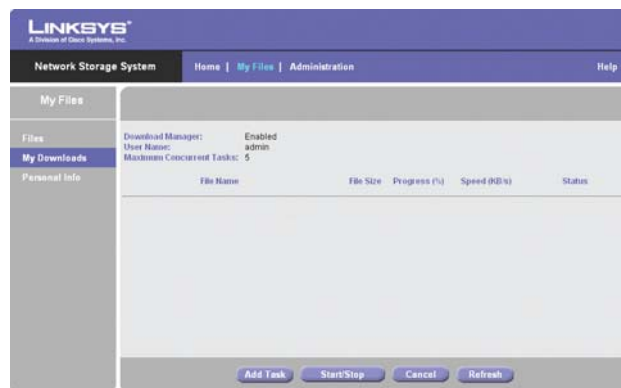 LINKSYS®
A Division of Cisco Systems, Inc.
Network Storage System
Home | My Files | Administration
Help
My Files
Files
My Downloads
Personal Info
Download Manager: Enabled
User Name: admin
Maximum Concurrent Tasks: 5
File Name File Size Progress (%) Speed (KB/s) Status
Add Task Start/Stop Cancel Refresh